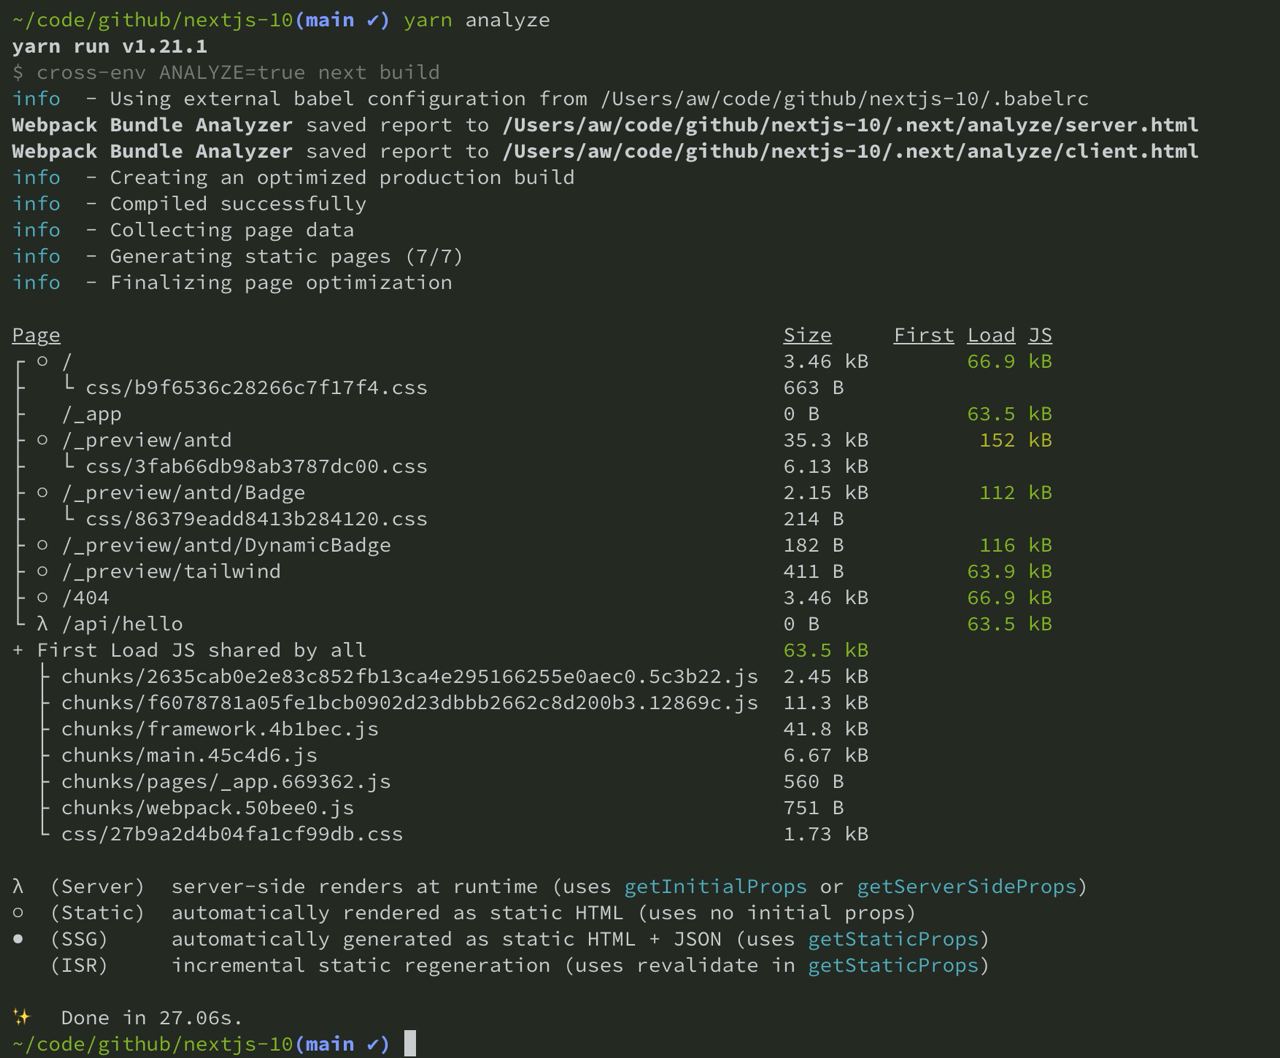 ~/code/github/nextjs-10(main ✔) yarn analyze
yarn run v1.21.1
$ cross-env ANALYZE=true next build
info  - Using external babel configuration from /Users/aw/code/github/nextjs-10/.babelrc
Webpack Bundle Analyzer saved report to /Users/aw/code/github/nextjs-10/.next/analyze/server.html
Webpack Bundle Analyzer saved report to /Users/aw/code/github/nextjs-10/.next/analyze/client.html
info  - Creating an optimized production build
info  - Compiled successfully
info  - Collecting page data
info  - Generating static pages (7/7)
info  - Finalizing page optimization

Page                                                           Size     First Load JS
┌ ○ /                                                          3.46 kB        66.9 kB
├   └ css/b9f6536c28266c7f17f4.css                             663 B
├   /_app                                                      0 B            63.5 kB
├ ○ /_preview/antd                                             35.3 kB         152 kB
├   └ css/3fab66db98ab3787dc00.css                             6.13 kB
├ ○ /_preview/antd/Badge                                       2.15 kB         112 kB
├   └ css/86379eadd8413b284120.css                             214 B
├ ○ /_preview/antd/DynamicBadge                                182 B           116 kB
├ ○ /_preview/tailwind                                         411 B          63.9 kB
├ ○ /404                                                       3.46 kB        66.9 kB
└ λ /api/hello                                                 0 B            63.5 kB
+ First Load JS shared by all                                  63.5 kB
  ├ chunks/2635cab0e2e83c852fb13ca4e295166255e0aec0.5c3b22.js  2.45 kB
  ├ chunks/f6078781a05fe1bcb0902d23dbbb2662c8d200b3.12869c.js  11.3 kB
  ├ chunks/framework.4b1bec.js                                 41.8 kB
  ├ chunks/main.45c4d6.js                                      6.67 kB
  ├ chunks/pages/_app.669362.js                                560 B
  ├ chunks/webpack.50bee0.js                                   751 B
  └ css/27b9a2d4b04fa1cf99db.css                               1.73 kB

λ  (Server)  server-side renders at runtime (uses getInitialProps or getServerSideProps)
○  (Static)  automatically rendered as static HTML (uses no initial props)
●  (SSG)     automatically generated as static HTML + JSON (uses getStaticProps)
   (ISR)     incremental static regeneration (uses revalidate in getStaticProps)

✨  Done in 27.06s.
~/code/github/nextjs-10(main ✔)